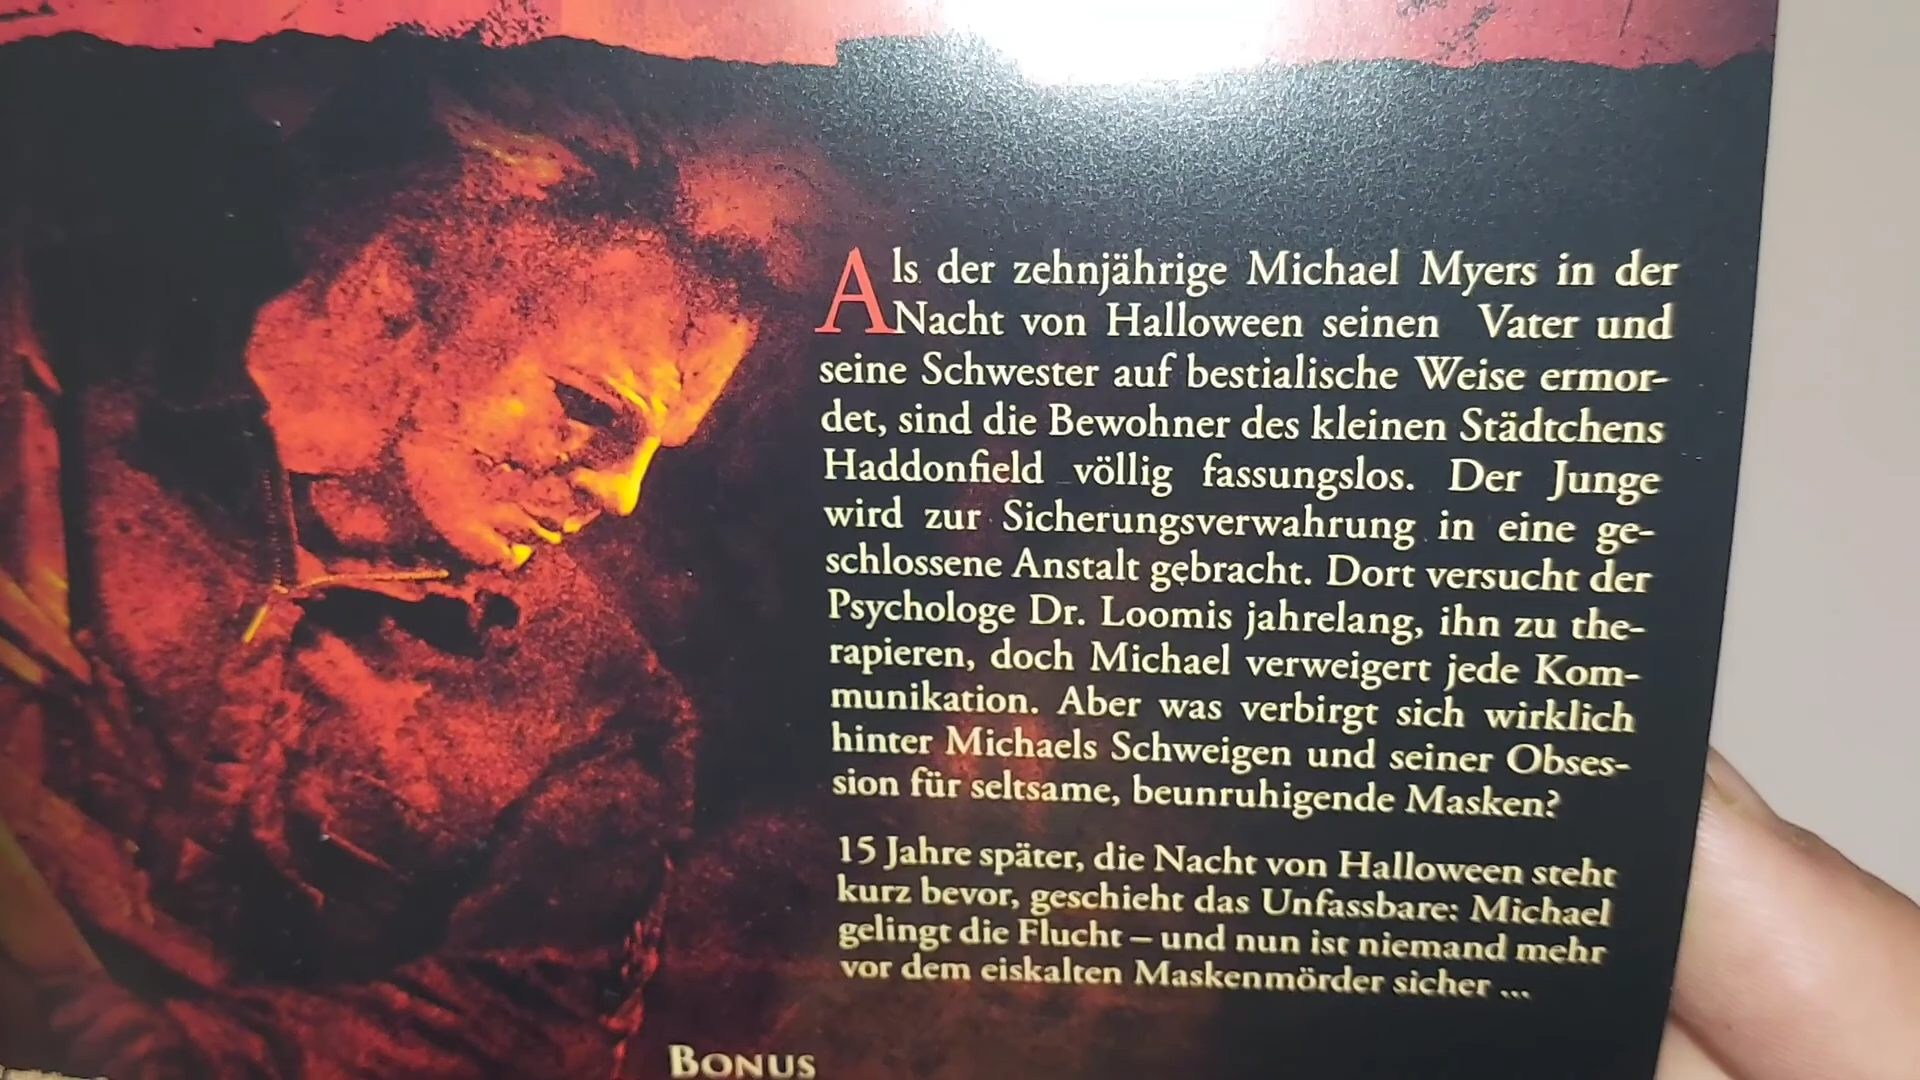 Als der zehnjährige Michael Myers in der
Nacht von Halloween seinen Vater und
seine Schwester auf bestialische Weise ermor-
det, sind die Bewohner des kleinen Städtchens
Haddonfield völlig fassungslos. Der Junge
wird zur Sicherungsverwahrung in eine ge-
schlossene Anstalt gebracht. Dort versucht der
Psychologe Dr. Loomis jahrelang, ihn zu the-
rapieren, doch Michael verweigert jede Kom-
munikation. Aber was verbirgt sich wirklich
hinter Michaels Schweigen und seiner Obses-
sion für seltsame, beunruhigende Masken?
15 Jahre später, die Nacht von Halloween steht
kurz bevor, geschieht das Unfassbare: Michael
gelingt die Flucht – und nun ist niemand mehr
vor dem eiskalten Maskenmörder sicher ...
BONUS